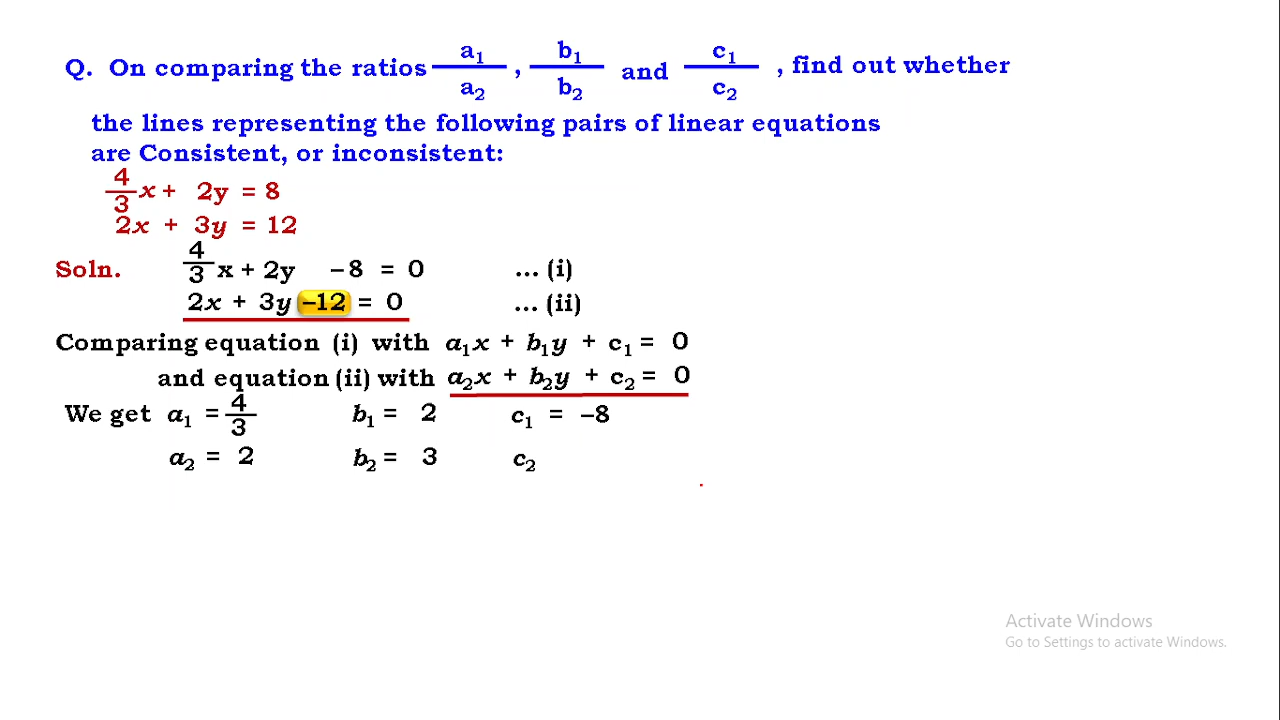 Q. On comparing the ratios a₁/a₂ , b₁/b₂ and c₁/c₂ , find out whether
the lines representing the following pairs of linear equations
are Consistent, or inconsistent:
4/3 x + 2y = 8
2x + 3y = 12
Soln. 4/3 x + 2y – 8 = 0 ... (i)
2x + 3y –12 = 0 ... (ii)
Comparing equation (i) with a₁x + b₁y + c₁ = 0
and equation (ii) with a₂x + b₂y + c₂ = 0
We get a₁ = 4/3 b₁ = 2 c₁ = –8
a₂ = 2 b₂ = 3 c₂
Activate Windows
Go to Settings to activate Windows.